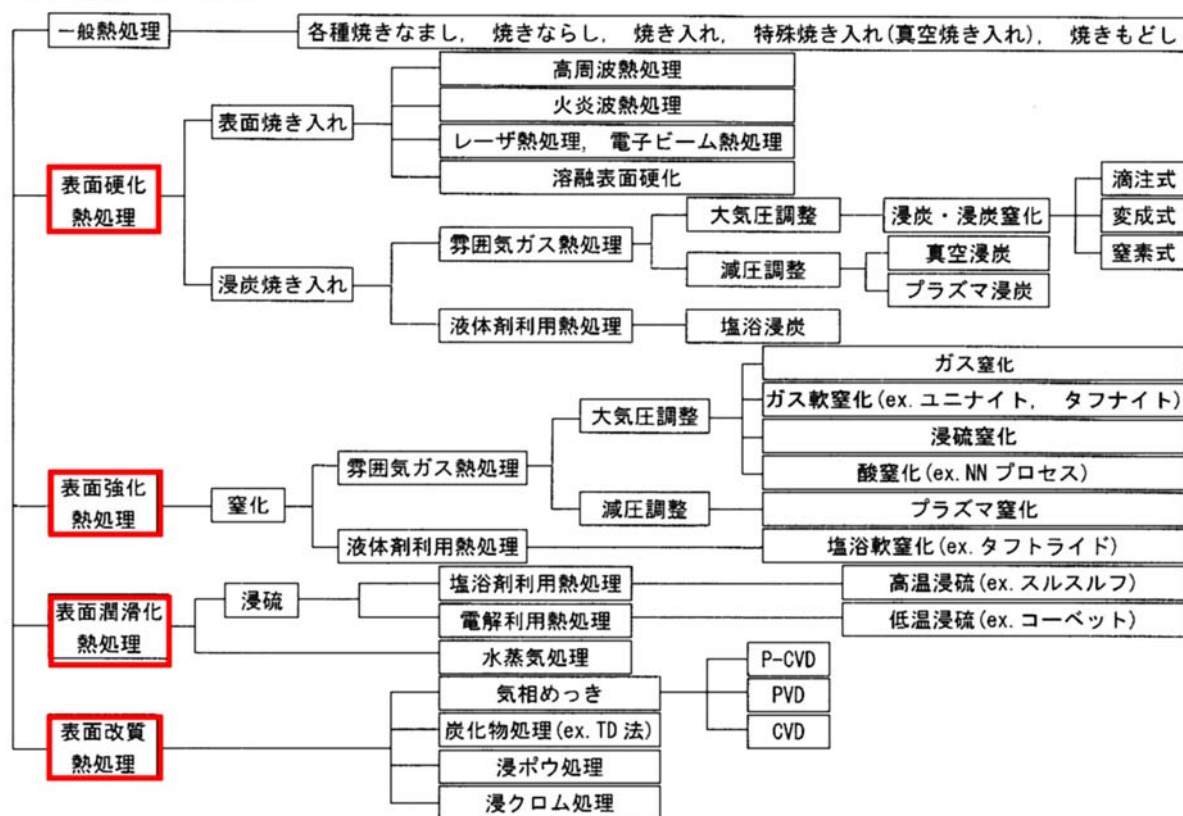 一般熱処理
各種焼きなまし, 焼きならし, 焼き入れ, 特殊焼き入れ(真空焼き入れ), 焼きもどし
表面硬化
熱処理
表面焼き入れ
高周波熱処理
火炎波熱処理
レーザ熱処理, 電子ビーム熱処理
溶融表面硬化
浸炭焼き入れ
雰囲気ガス熱処理
大気圧調整
浸炭・浸炭窒化
滴注式
変成式
窒素式
減圧調整
真空浸炭
プラズマ浸炭
液体剤利用熱処理
塩浴浸炭
表面強化
熱処理
窒化
雰囲気ガス熱処理
大気圧調整
ガス窒化
ガス軟窒化(ex.ユニナイト, タフナイト)
浸硫窒化
酸窒化(ex.NNプロセス)
減圧調整
プラズマ窒化
液体剤利用熱処理
塩浴軟窒化(ex.タフトライド)
表面潤滑化
熱処理
浸硫
塩浴剤利用熱処理
高温浸硫(ex.スルスルフ)
電解利用熱処理
低温浸硫(ex.コーベット)
水蒸気処理
表面改質
熱処理
気相めっき
P-CVD
PVD
CVD
炭化物処理(ex.TD法)
浸ボウ処理
浸クロム処理